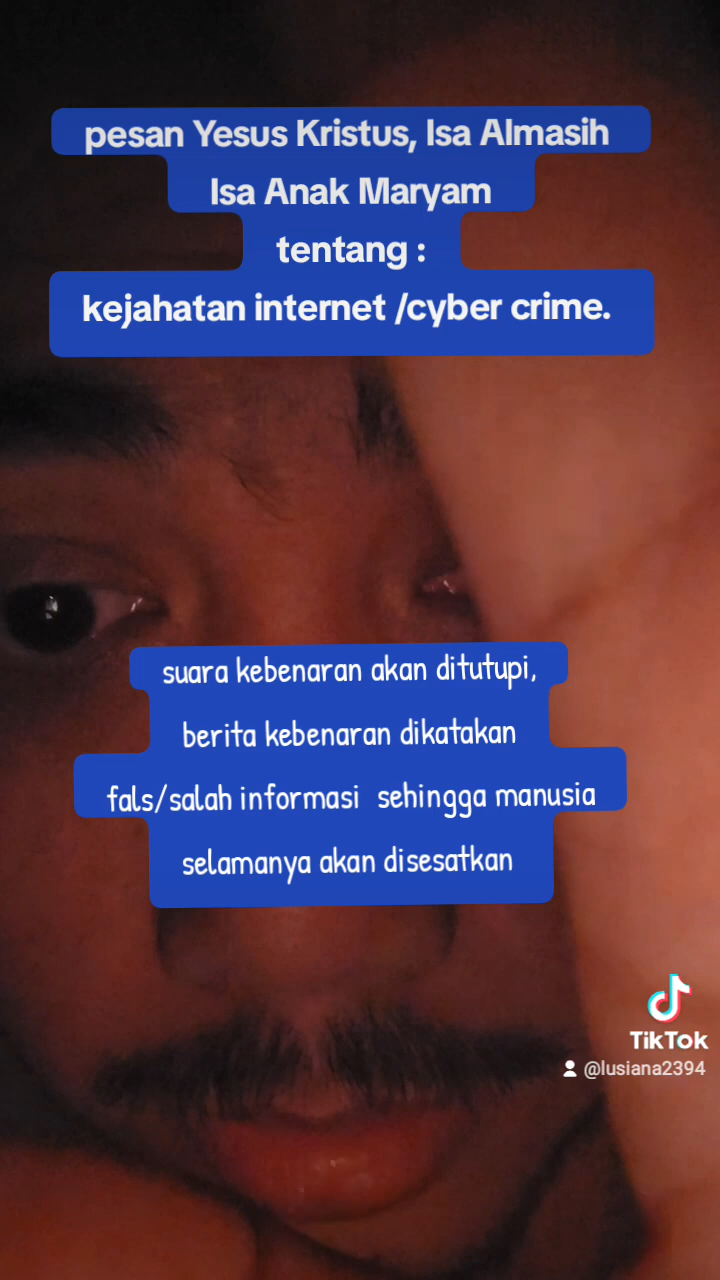 pesan Yesus Kristus, Isa Almasih
Isa Anak Maryam
tentang :
kejahatan internet /cyber crime.
suara kebenaran akan ditutupi,
berita kebenaran dikatakan
fals/salah informasi sehingga manusia
selamanya akan disesatkan
TikTok
@lusiana2394